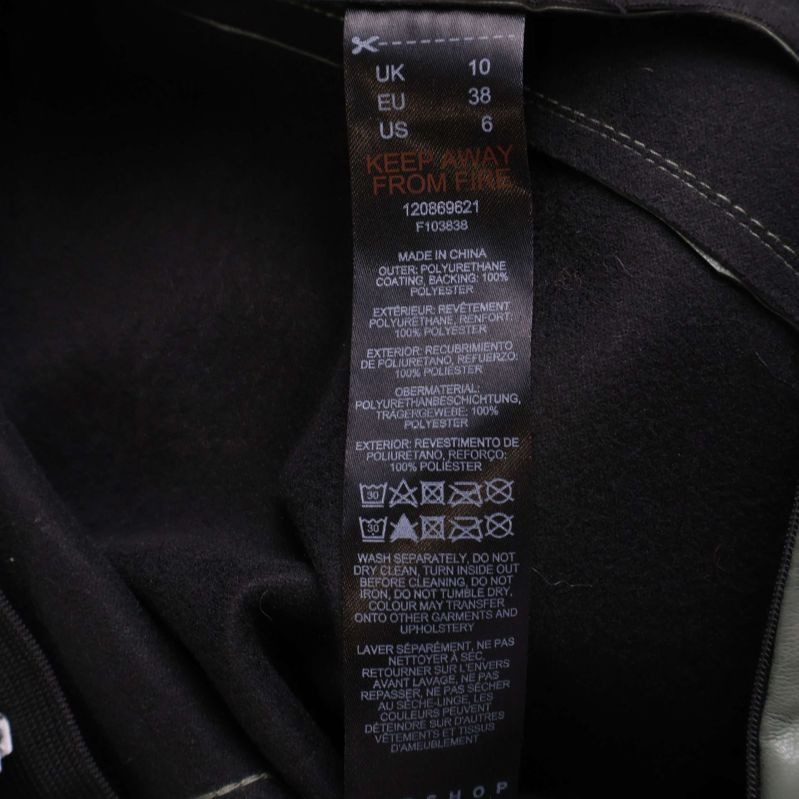 UK 10
EU 38
US 6
KEEP AWAY
FROM FIRE
120869621
F103838
MADE IN CHINA
OUTER: POLYURETHANE
COATING, BACKING: 100%
POLYESTER
EXTÉRIEUR: REVÊTEMENT
POLYURÉTHANE, RENFORT:
100% POLYESTER
EXTERIOR: RECUBRIMIENTO
DE POLIURETANO, REFUERZO:
100% POLIÉSTER
OBERMATERIAL:
POLYURETHANBESCHICHTUNG,
TRÄGERGEWEBE: 100%
POLYESTER
EXTERIOR: REVESTIMENTO DE
POLIURETANO, REFORÇO:
100% POLIÉSTER
30
30
WASH SEPARATELY, DO NOT
DRY CLEAN, TURN INSIDE OUT
BEFORE CLEANING, DO NOT
IRON, DO NOT TUMBLE DRY,
COLOUR MAY TRANSFER
ONTO OTHER GARMENTS AND
UPHOLSTERY
LAVER SÉPARÉMENT, NE PAS
NETTOYER À SEC,
RETOURNER SUR L'ENVERS
AVANT LAVAGE, NE PAS
REPASSER, NE PAS SÉCHER
AU SÈCHE-LINGE, LES
COULEURS PEUVENT
DÉTEINDRE SUR D'AUTRES
VÊTEMENTS ET TISSUS
D'AMEUBLEMENT
SHOP